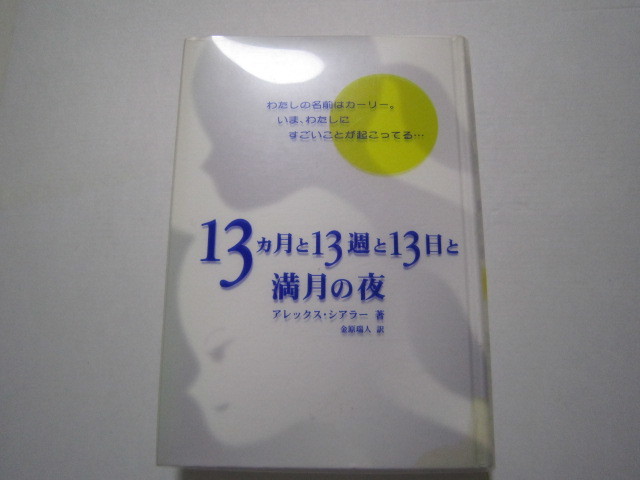 わたしの名前はカーリー。
いま、わたしに
すごいことが起こってる…
13ヵ月と13週と13日と
満月の夜
アレックス・シアラー 著
金原瑞人 訳